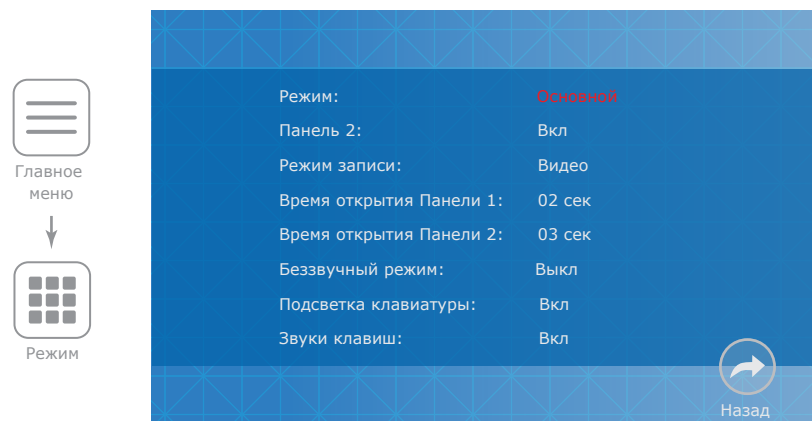 Главное
меню
Режим
Режим: Основной
Панель 2: Вкл
Режим записи: Видео
Время открытия Панели 1: 02 сек
Время открытия Панели 2: 03 сек
Беззвучный режим: Выкл
Подсветка клавиатуры: Вкл
Звуки клавиш: Вкл
Назад